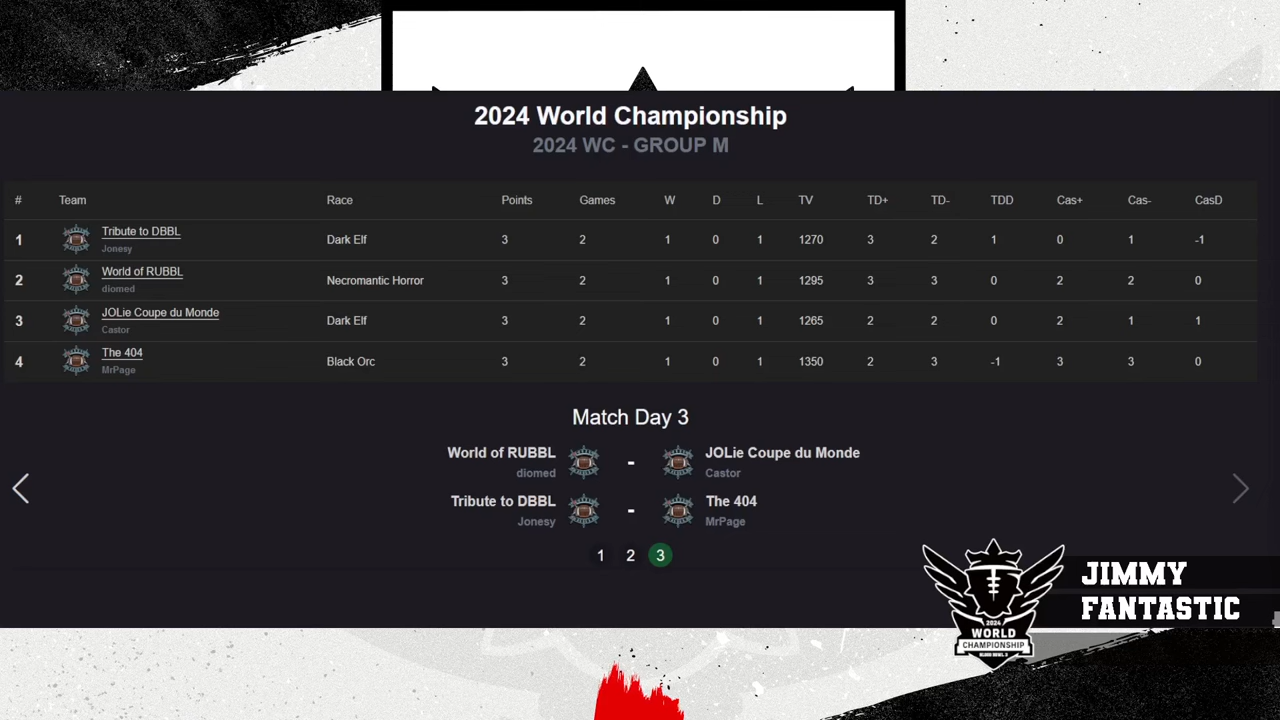 2024 World Championship
2024 WC - GROUP M
# Team Race Points Games W D L TV TD+ TD- TDD Cas+ Cas- CasD
1 Tribute to DBBL Dark Elf 3 2 1 0 1 1270 3 2 1 0 1 -1
Jonesy
2 World of RUBBL Necromantic Horror 3 2 1 0 1 1295 3 3 0 2 2 0
diomed
3 JOLie Coupe du Monde Dark Elf 3 2 1 0 1 1265 2 2 0 2 1 1
Castor
4 The 404 Black Orc 3 2 1 0 1 1350 2 3 -1 3 3 0
MrPage
Match Day 3
World of RUBBL - JOLie Coupe du Monde
diomed Castor
Tribute to DBBL - The 404
Jonesy MrPage
1 2 3
JIMMY
FANTASTIC
2024
WORLD
CHAMPIONSHIP
BLOOD BOWL 3